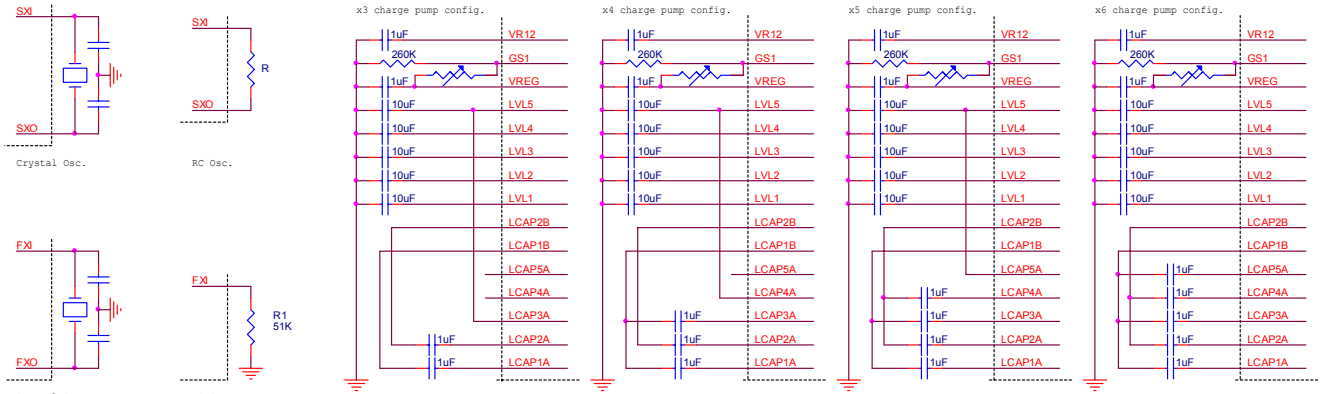 SXI
SXO
Crystal Osc.
FXI
FXO
SXI
R
SXO
RC Osc.
FXI
R1
51K
x3 charge pump config.
1uF VR12
260K GS1
1uF VREG
10uF LVL5
10uF LVL4
10uF LVL3
10uF LVL2
10uF LVL1
LCAP2B
LCAP1B
LCAP5A
LCAP4A
LCAP3A
1uF LCAP2A
1uF LCAP1A
x4 charge pump config.
1uF VR12
260K GS1
1uF VREG
10uF LVL5
10uF LVL4
10uF LVL3
10uF LVL2
10uF LVL1
LCAP2B
LCAP1B
LCAP5A
LCAP4A
1uF LCAP3A
1uF LCAP2A
1uF LCAP1A
x5 charge pump config.
1uF VR12
260K GS1
1uF VREG
10uF LVL5
10uF LVL4
10uF LVL3
10uF LVL2
10uF LVL1
LCAP2B
LCAP1B
LCAP5A
1uF LCAP4A
1uF LCAP3A
1uF LCAP2A
1uF LCAP1A
x6 charge pump config.
1uF VR12
260K GS1
1uF VREG
10uF LVL5
10uF LVL4
10uF LVL3
10uF LVL2
10uF LVL1
LCAP2B
LCAP1B
1uF LCAP5A
1uF LCAP4A
1uF LCAP3A
1uF LCAP2A
1uF LCAP1A